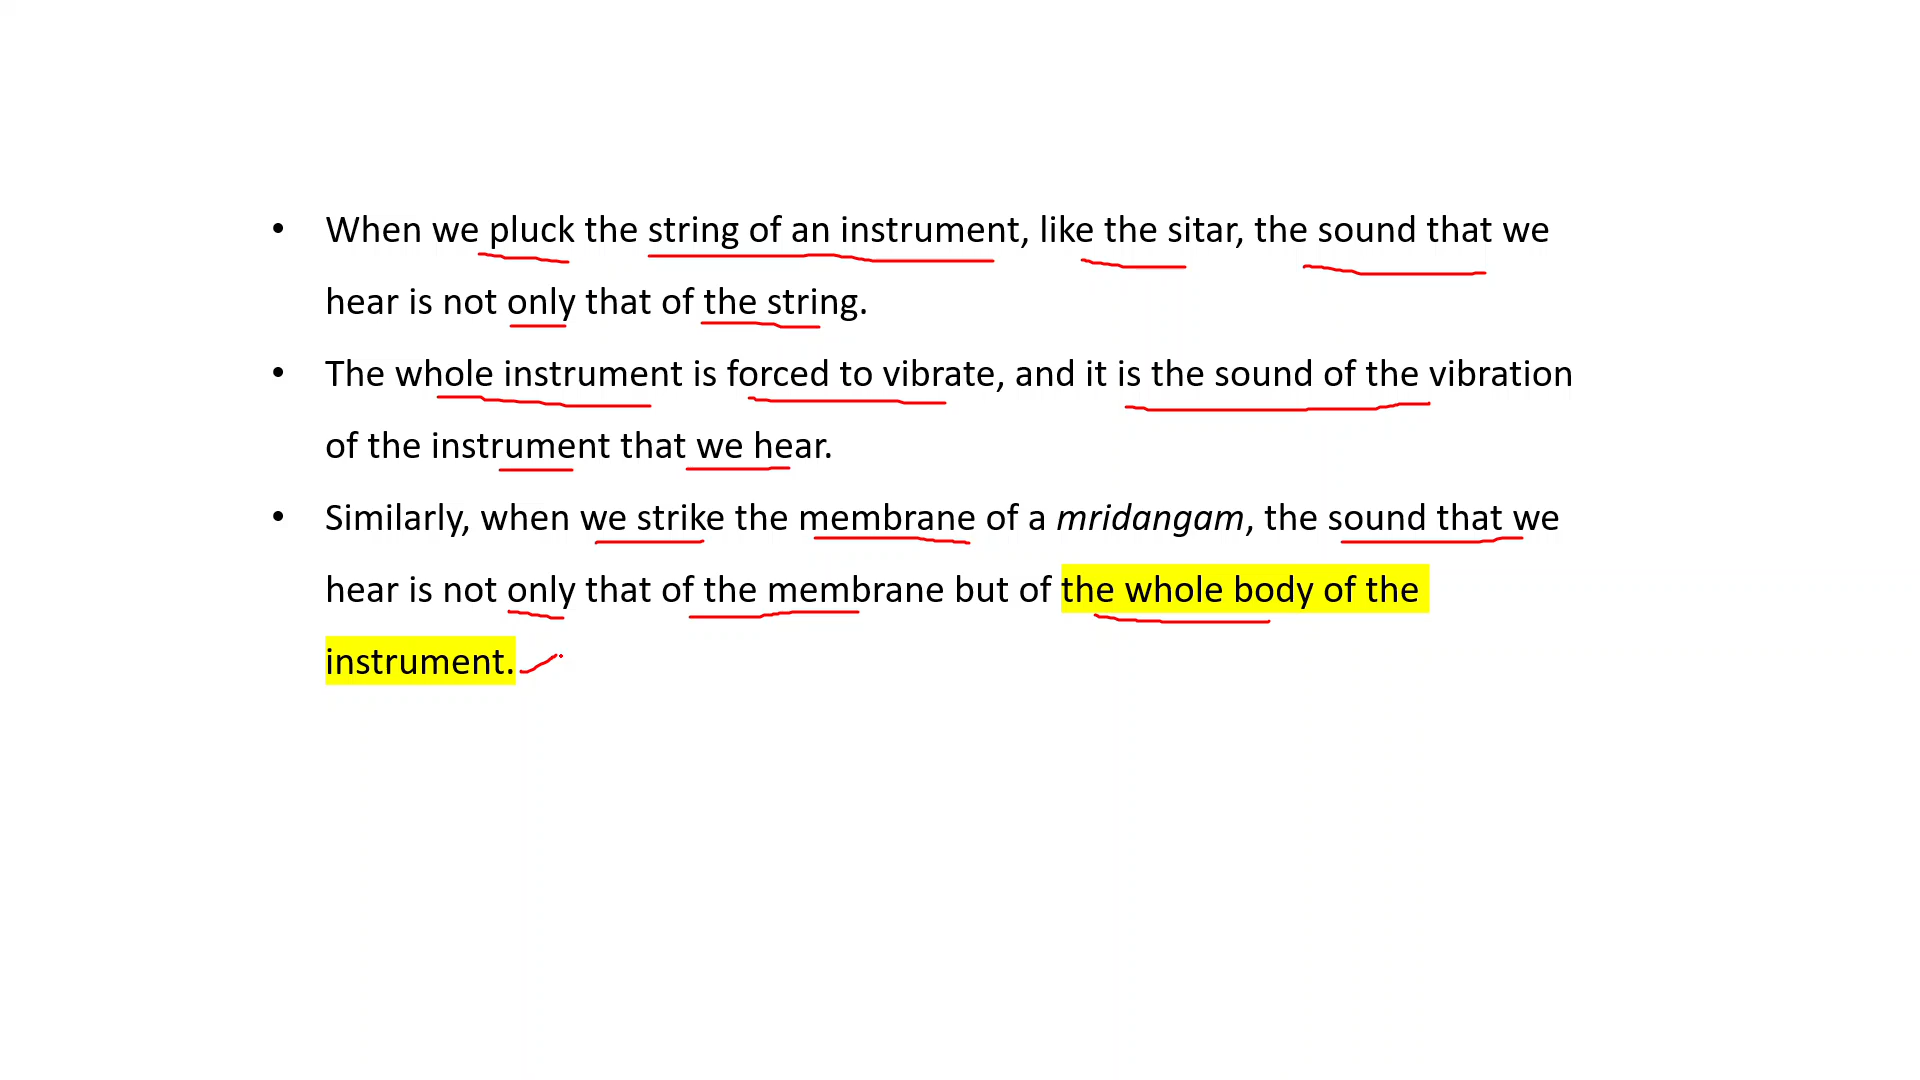 • When we pluck the string of an instrument, like the sitar, the sound that we
hear is not only that of the string.
• The whole instrument is forced to vibrate, and it is the sound of the vibration
of the instrument that we hear.
• Similarly, when we strike the membrane of a mridangam, the sound that we
hear is not only that of the membrane but of the whole body of the
instrument.